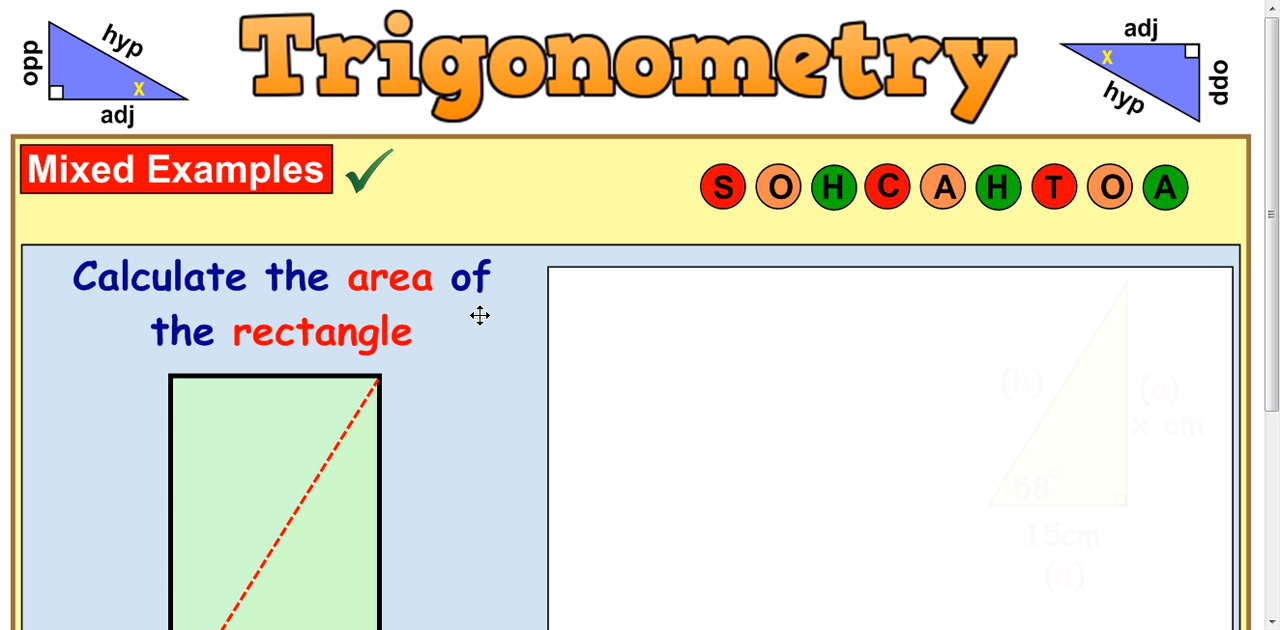 Trigonometry
opp
hyp
x
adj
adj
x
hyp
opp
Mixed Examples
S O H C A H T O A
Calculate the area of
the rectangle
(h)
(o)
x cm
58°
15cm
(a)